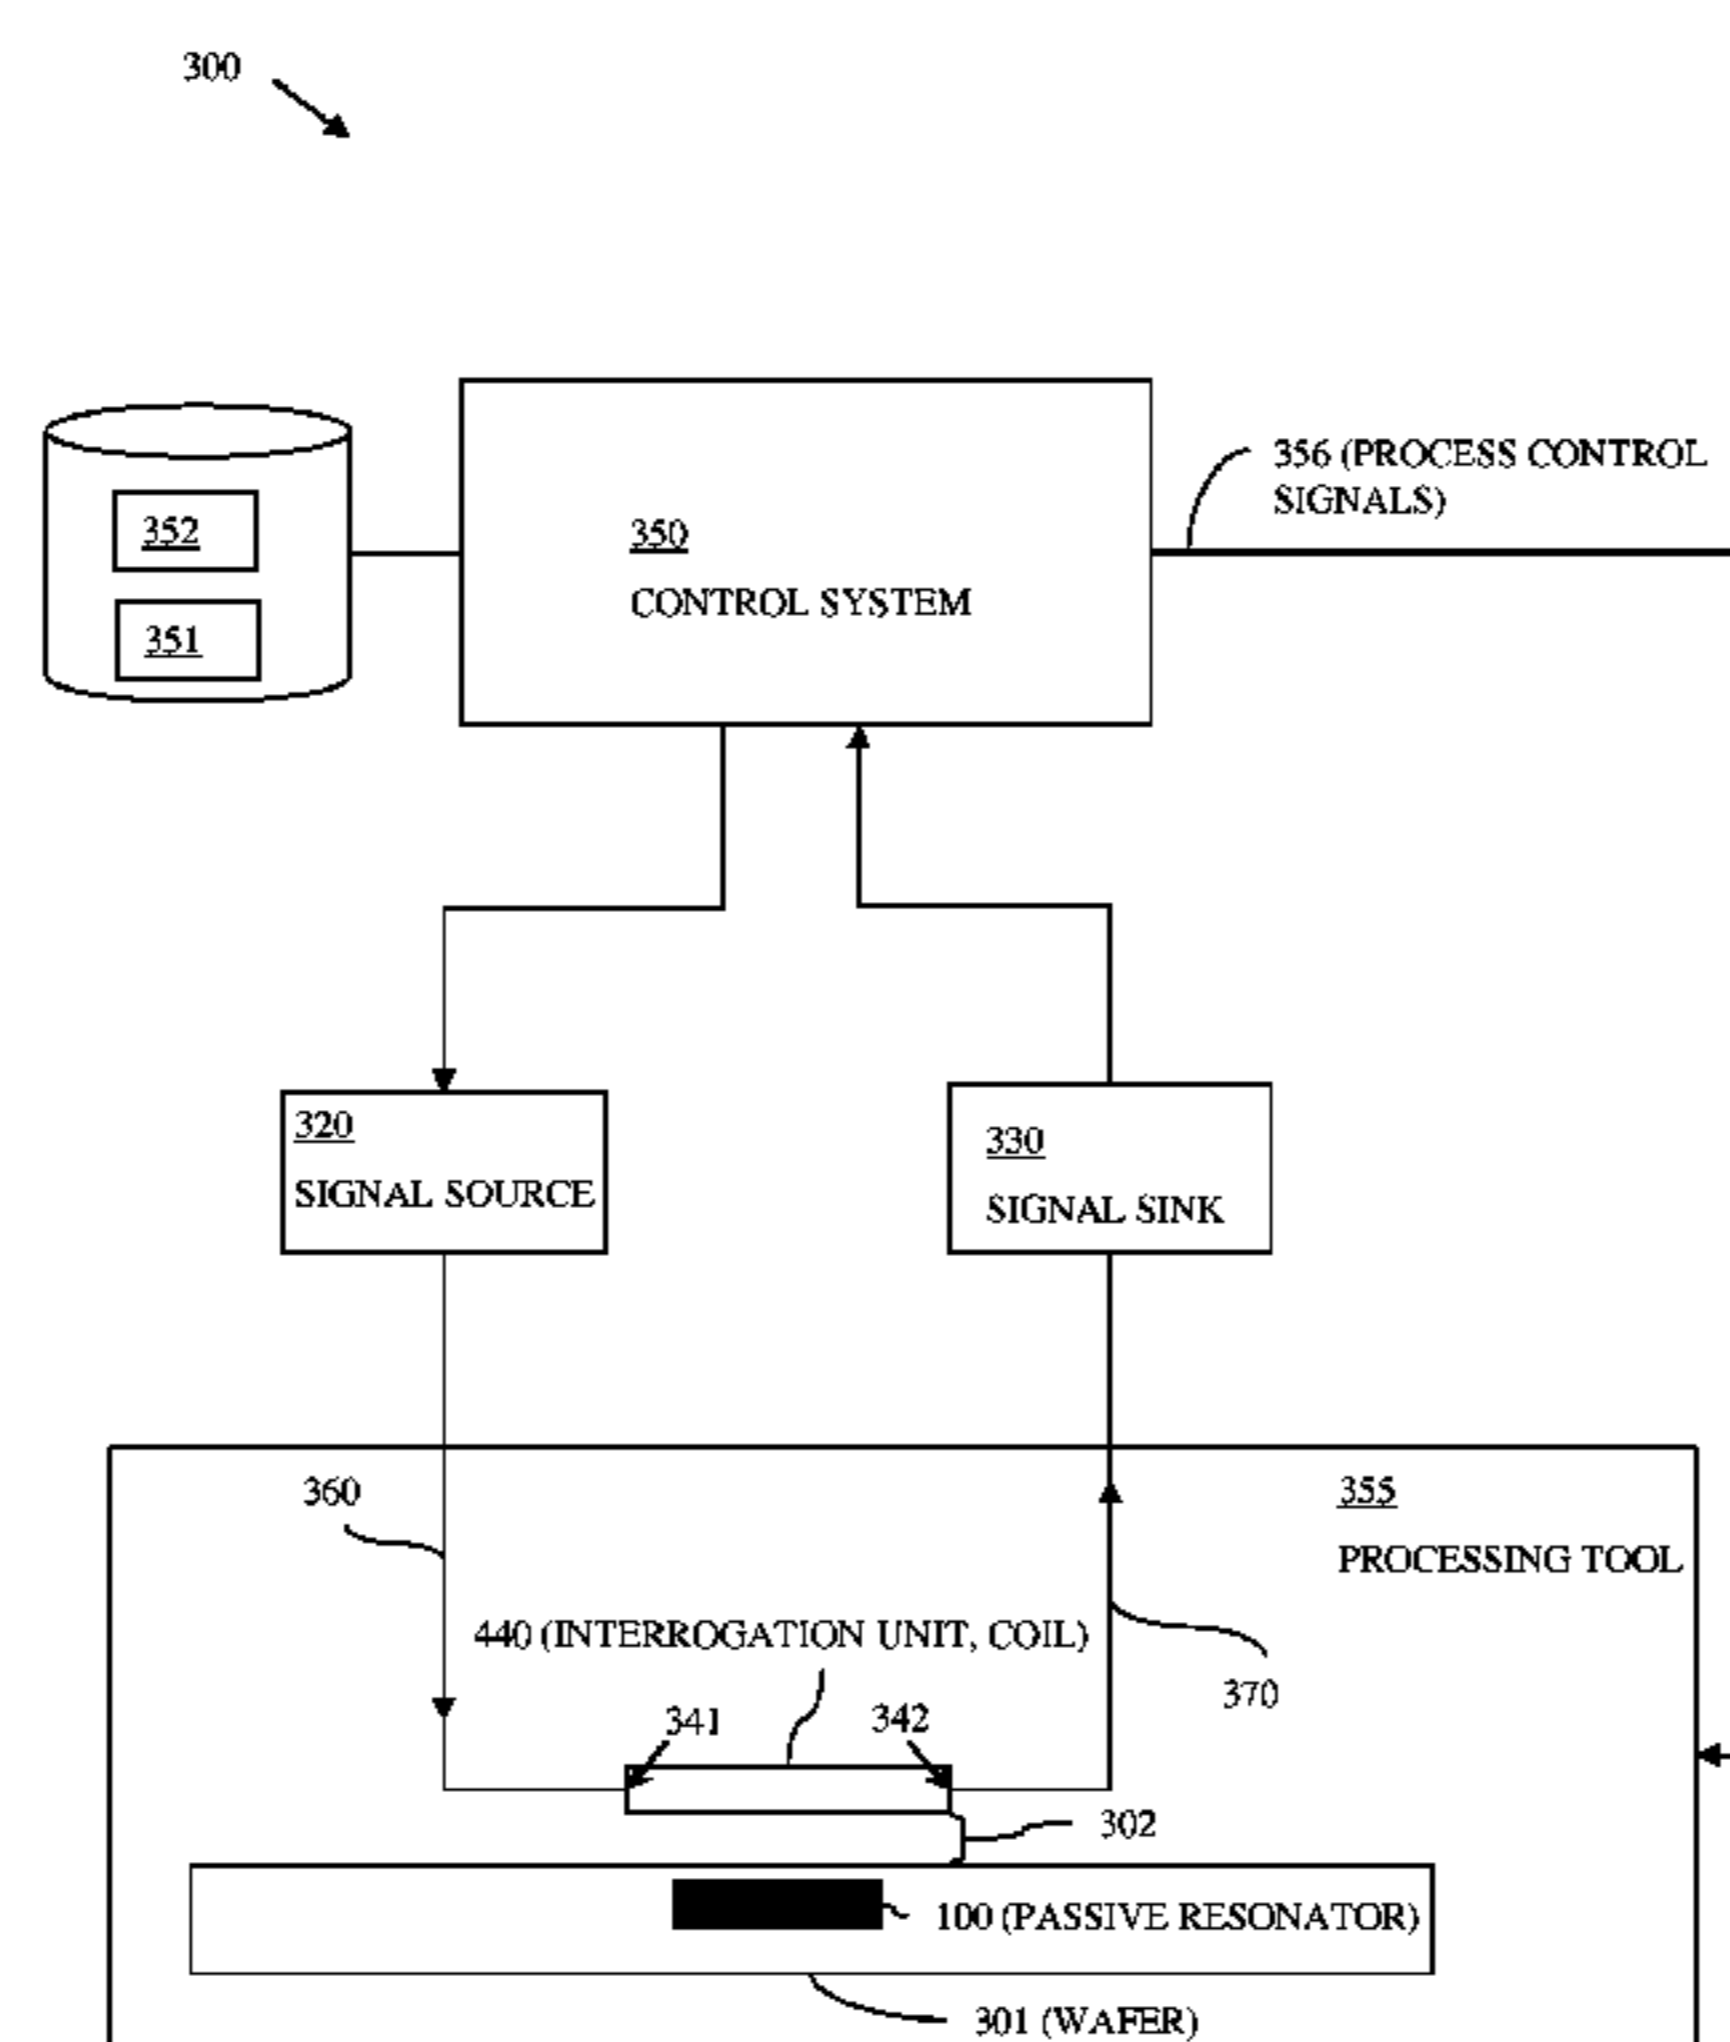 300
356 (PROCESS CONTROL
SIGNALS)
352
350
CONTROL SYSTEM
351
320
SIGNAL SOURCE
330
SIGNAL SINK
360
355
PROCESSING TOOL
440 (INTERROGATION UNIT, COIL)
370
341
342
302
100 (PASSIVE RESONATOR)
301 (WAFER)